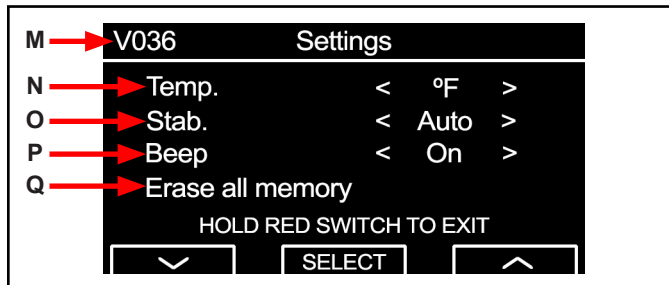 M V036 Settings
N Temp. < ºF >
O Stab. < Auto >
P Beep < On >
Q Erase all memory
HOLD RED SWITCH TO EXIT
SELECT